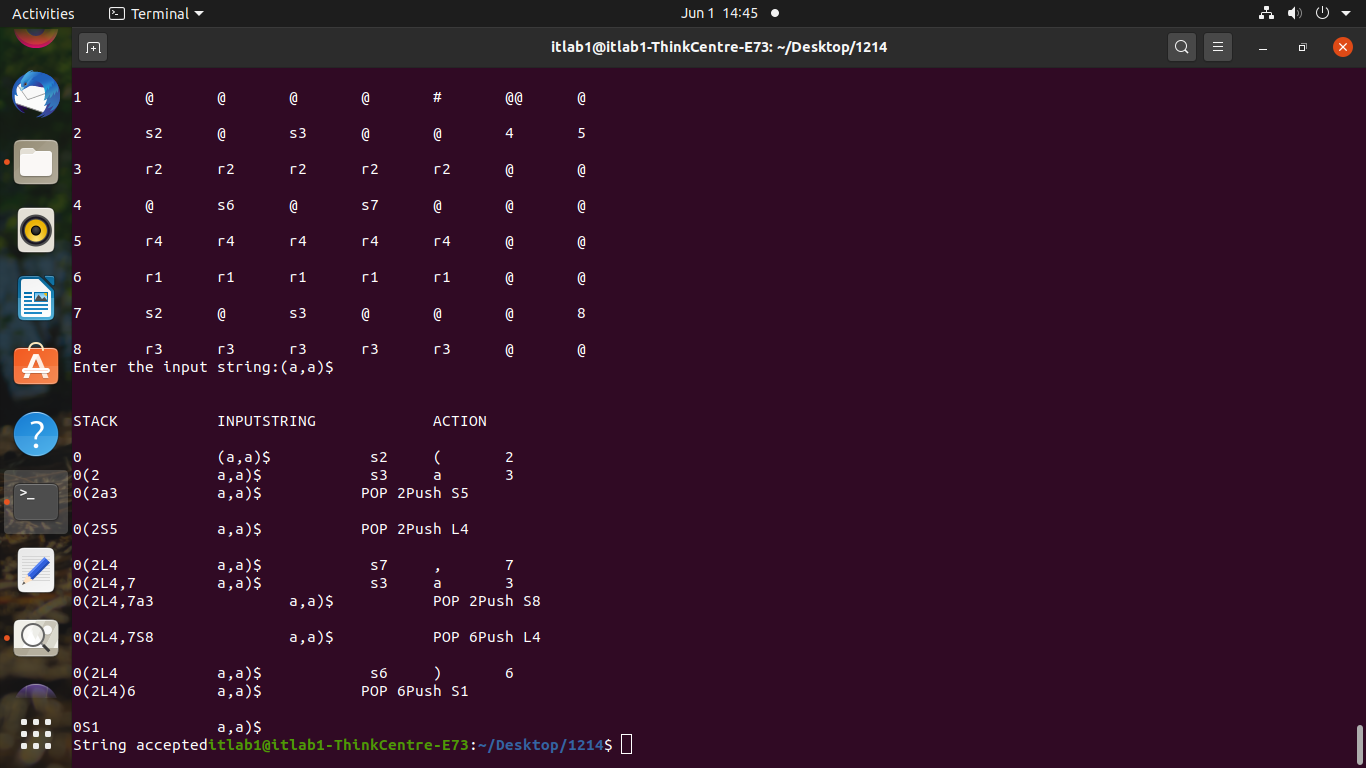 Activities Terminal Jun 1 14:45
itlab1@itlab1-ThinkCentre-E73: ~/Desktop/1214
1 @ @ @ @ # @@ @
2 s2 @ s3 @ @ 4 5
3 r2 r2 r2 r2 r2 @ @
4 @ s6 @ s7 @ @ @
5 r4 r4 r4 r4 r4 @ @
6 r1 r1 r1 r1 r1 @ @
7 s2 @ s3 @ @ @ 8
8 r3 r3 r3 r3 r3 @ @
Enter the input string:(a,a)$
STACK INPUTSTRING ACTION
0 (a,a)$ s2 ( 2
0(2 a,a)$ s3 a 3
0(2a3 a,a)$ POP 2Push S5
0(2S5 a,a)$ POP 2Push L4
0(2L4 a,a)$ s7 , 7
0(2L4,7 a,a)$ s3 a 3
0(2L4,7a3 a,a)$ POP 2Push S8
0(2L4,7S8 a,a)$ POP 6Push L4
0(2L4 a,a)$ s6 ) 6
0(2L4)6 a,a)$ POP 6Push S1
0S1 a,a)$
String accepteditlab1@itlab1-ThinkCentre-E73:~/Desktop/1214$